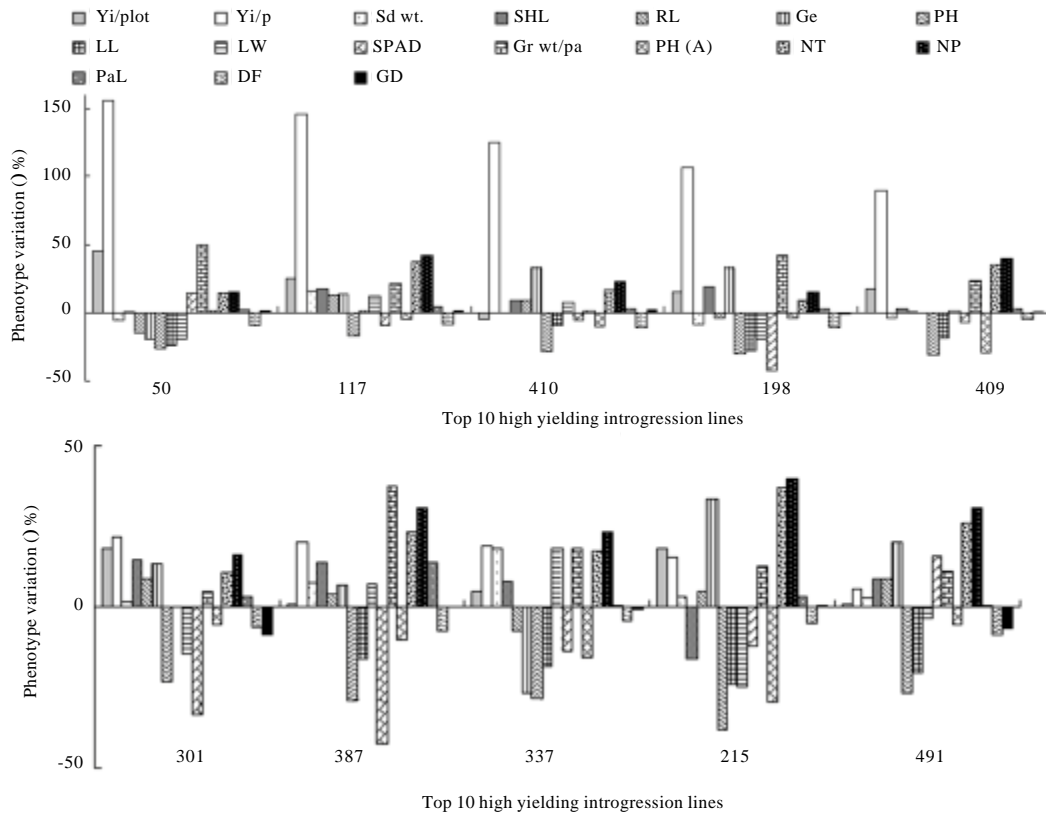 Yi/plot Yi/p Sd wt. SHL RL Ge PH
LL LW SPAD Gr wt/pa PH (A) NT NP
PaL DF GD
Phenotype variation () %)
150
100
50
0
-50
50 117 410 198 409
Top 10 high yielding introgression lines
Phenotype variation () %)
50
0
-50
301 387 337 215 491
Top 10 high yielding introgression lines